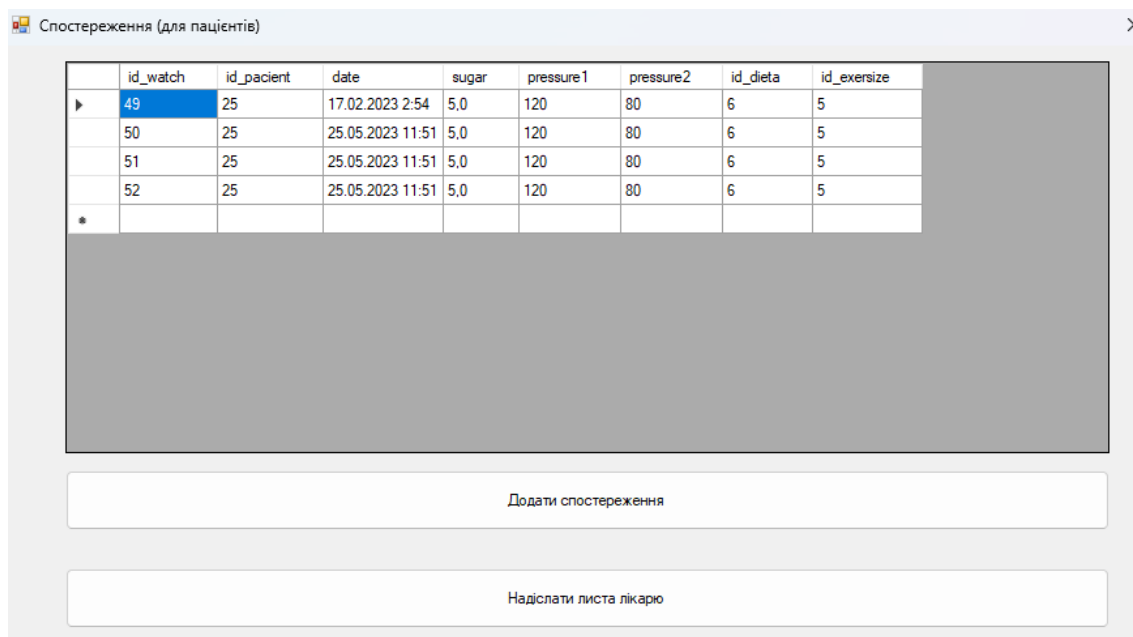 Спостереження (для пацієнтів)
id_watch id_pacient date sugar pressure1 pressure2 id_dieta id_exersize
49 25 17.02.2023 2:54 5,0 120 80 6 5
50 25 25.05.2023 11:51 5,0 120 80 6 5
51 25 25.05.2023 11:51 5,0 120 80 6 5
52 25 25.05.2023 11:51 5,0 120 80 6 5
Додати спостереження
Надіслати листа лікарю